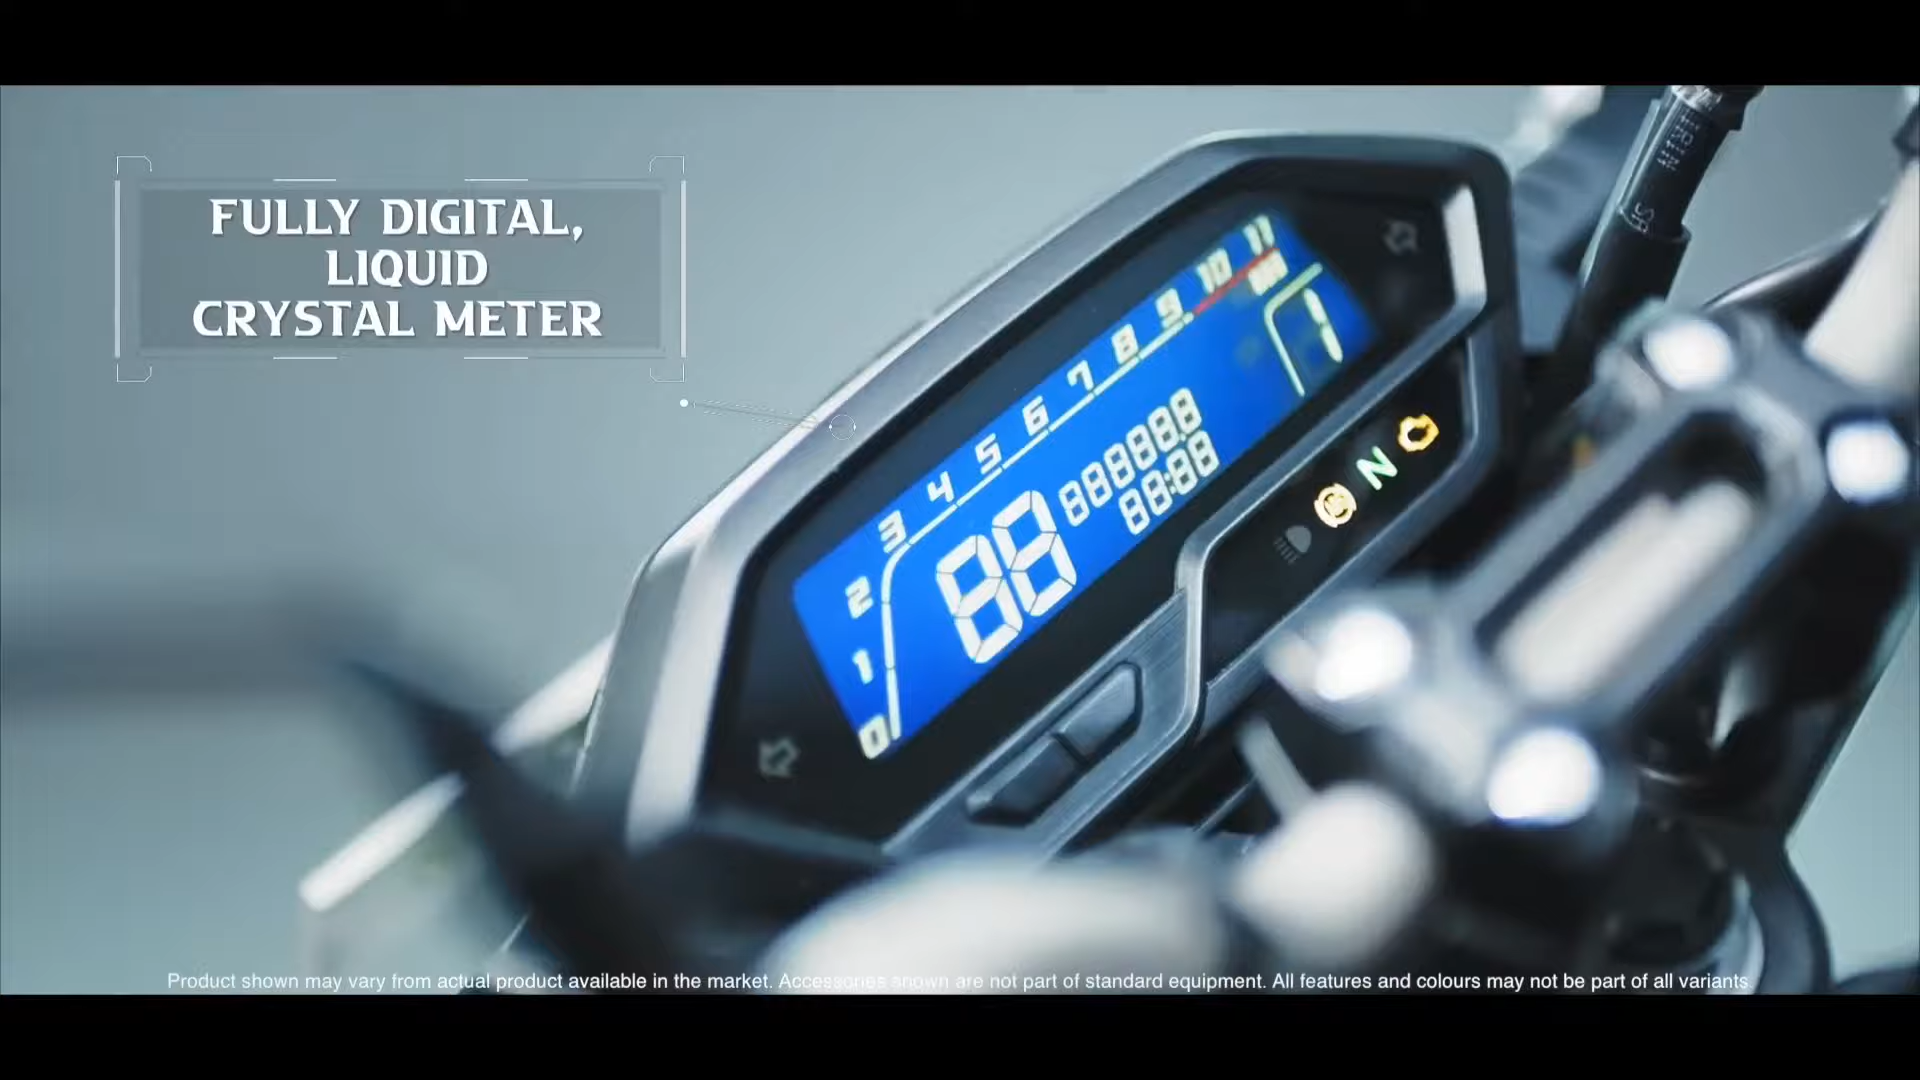 FULLY DIGITAL,
LIQUID
CRYSTAL METER
0 1 2 3 4 5 6 7 8 9 10 11
88
888888
88:88
N
Product shown may vary from actual product available in the market. Accessories shown are not part of standard equipment. All features and colours may not be part of all variants